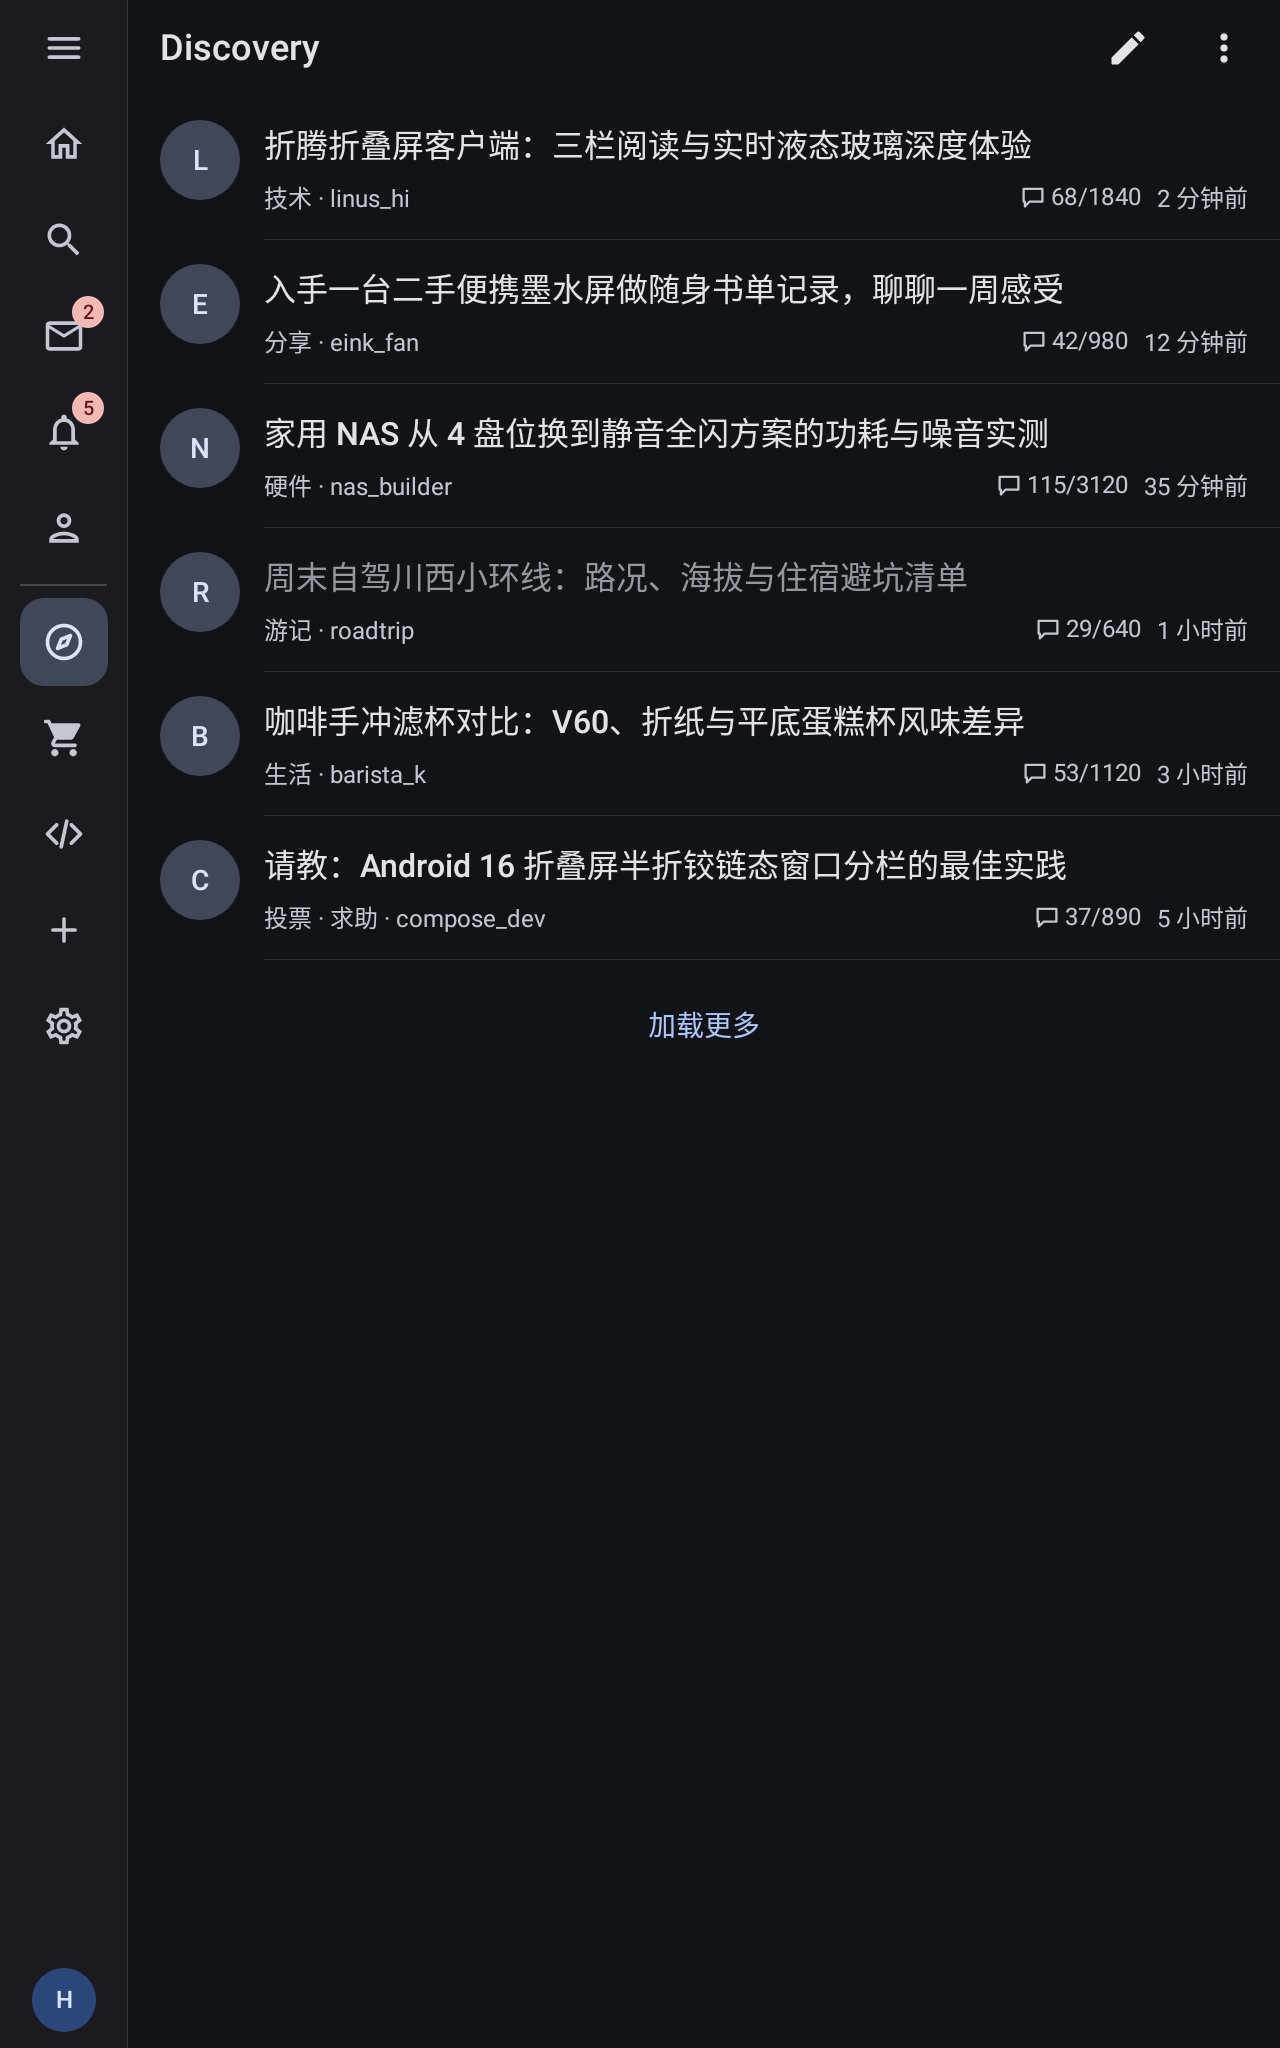 Discovery
L
折腾折叠屏客户端：三栏阅读与实时液态玻璃深度体验
技术 · linus_hi
68/1840 2 分钟前
E
入手一台二手便携墨水屏做随身书单记录，聊聊一周感受
分享 · eink_fan
42/980 12 分钟前
2
5
N
家用 NAS 从 4 盘位换到静音全闪方案的功耗与噪音实测
硬件 · nas_builder
115/3120 35 分钟前
R
周末自驾川西小环线：路况、海拔与住宿避坑清单
游记 · roadtrip
29/640 1 小时前
B
咖啡手冲滤杯对比：V60、折纸与平底蛋糕杯风味差异
生活 · barista_k
53/1120 3 小时前
C
请教：Android 16 折叠屏半折铰链态窗口分栏的最佳实践
投票 · 求助 · compose_dev
37/890 5 小时前
加载更多
H